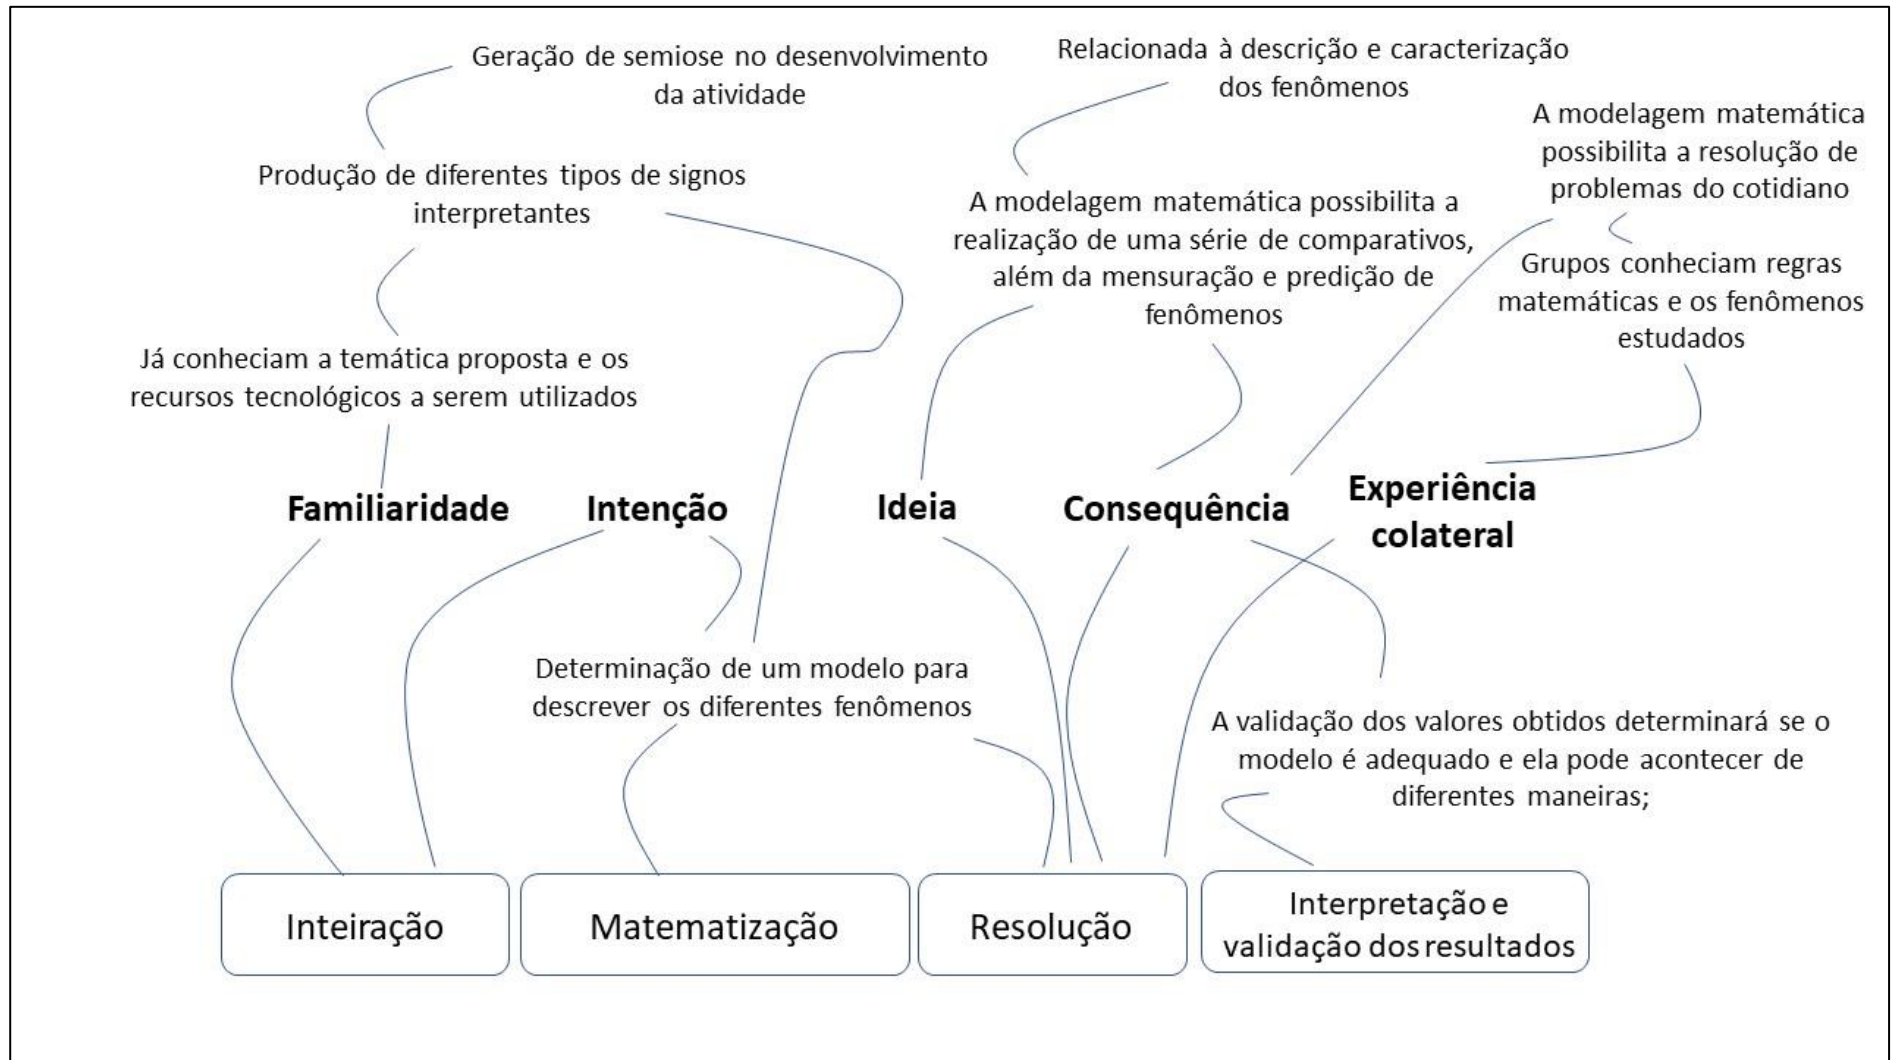 Geração de semiose no desenvolvimento
da atividade
Relacionada à descrição e caracterização
dos fenômenos
A modelagem matemática
possibilita a resolução de
problemas do cotidiano
Produção de diferentes tipos de signos
interpretantes
A modelagem matemática possibilita a
realização de uma série de comparativos,
além da mensuração e predição de
fenômenos
Grupos conheciam regras
matemáticas e os fenômenos
estudados
Já conheciam a temática proposta e os
recursos tecnológicos a serem utilizados
Familiaridade
Intenção
Ideia
Consequência
Experiência
colateral
Determinação de um modelo para
descrever os diferentes fenômenos
A validação dos valores obtidos determinará se o
modelo é adequado e ela pode acontecer de
diferentes maneiras;
Inteiração
Matematização
Resolução
Interpretação e
validação dos resultados